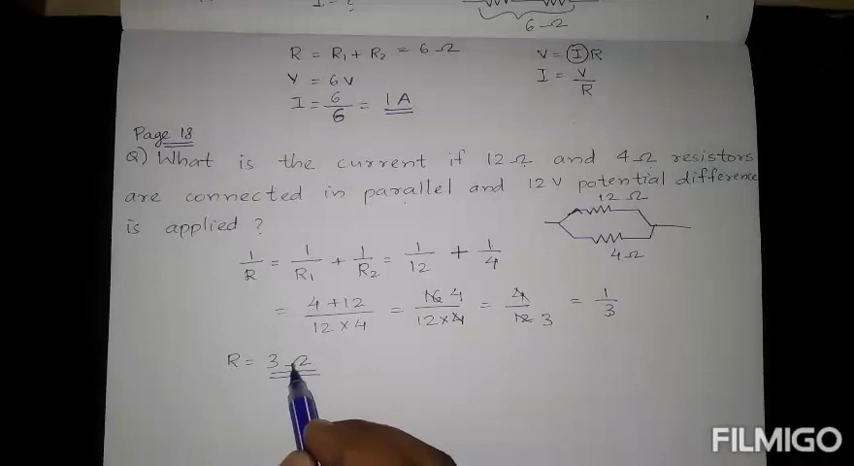 I = ?
6 Ω
R = R₁ + R₂ = 6 Ω
V = 6 V
I = 6/6 = 1 A
V = I R
I = V/R
Page 18
Q) What is the current if 12 Ω and 4 Ω resistors
are connected in parallel and 12 V potential difference
is applied ?
12 Ω
4 Ω
1/R = 1/R₁ + 1/R₂ = 1/12 + 1/4
= 4 + 12 / 12 × 4 = 16 4 / 12 × 4 = 4 / 12 3 = 1/3
R = 3 Ω
FILMIGO